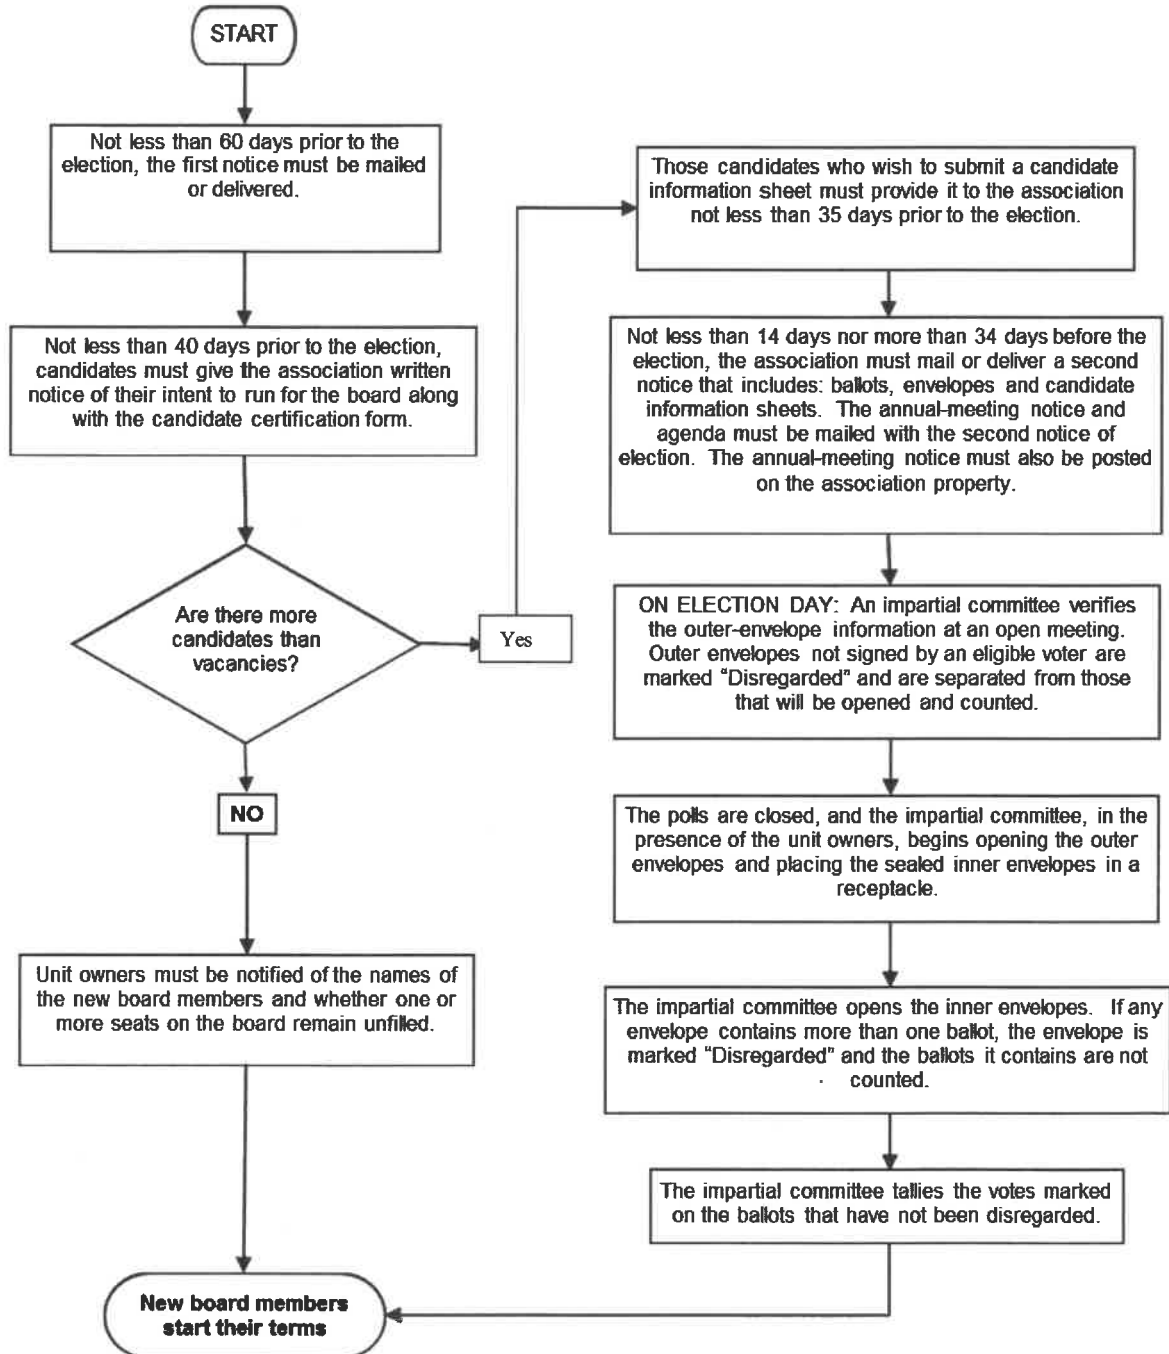 START
Not less than 60 days prior to the
election, the first notice must be mailed
or delivered.
Not less than 40 days prior to the election,
candidates must give the association written
notice of their intent to run for the board along
with the candidate certification form.
Are there more
candidates than
vacancies?
Yes
NO
Unit owners must be notified of the names of
the new board members and whether one or
more seats on the board remain unfilled.
Those candidates who wish to submit a candidate
information sheet must provide it to the association
not less than 35 days prior to the election.
Not less than 14 days nor more than 34 days before the
election, the association must mail or deliver a second
notice that includes: ballots, envelopes and candidate
information sheets. The annual-meeting notice and
agenda must be mailed with the second notice of
election. The annual-meeting notice must also be posted
on the association property.
ON ELECTION DAY: An impartial committee verifies
the outer-envelope information at an open meeting.
Outer envelopes not signed by an eligible voter are
marked "Disregarded" and are separated from those
that will be opened and counted.
The polls are closed, and the impartial committee, in the
presence of the unit owners, begins opening the outer
envelopes and placing the sealed inner envelopes in a
receptacle.
The impartial committee opens the inner envelopes. If any
envelope contains more than one ballot, the envelope is
marked "Disregarded" and the ballots it contains are not
counted.
The impartial committee tallies the votes marked
on the ballots that have not been disregarded.
New board members
start their terms